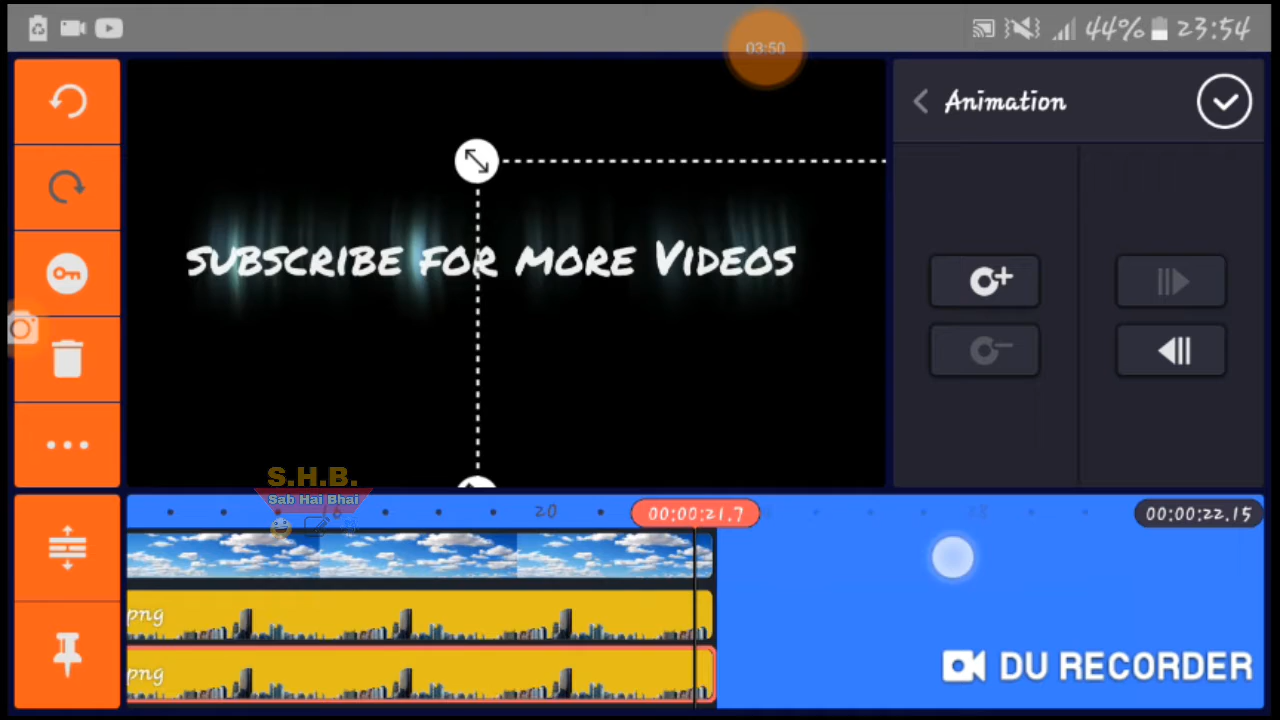 44% 23:54
03:50
Animation
SUBSCRIBE FOR MORE VIDEOS
S.H.B.
Sab Hai Bhai
16
20
00:00:21.7
00:00:22.15
png
png
DU RECORDER